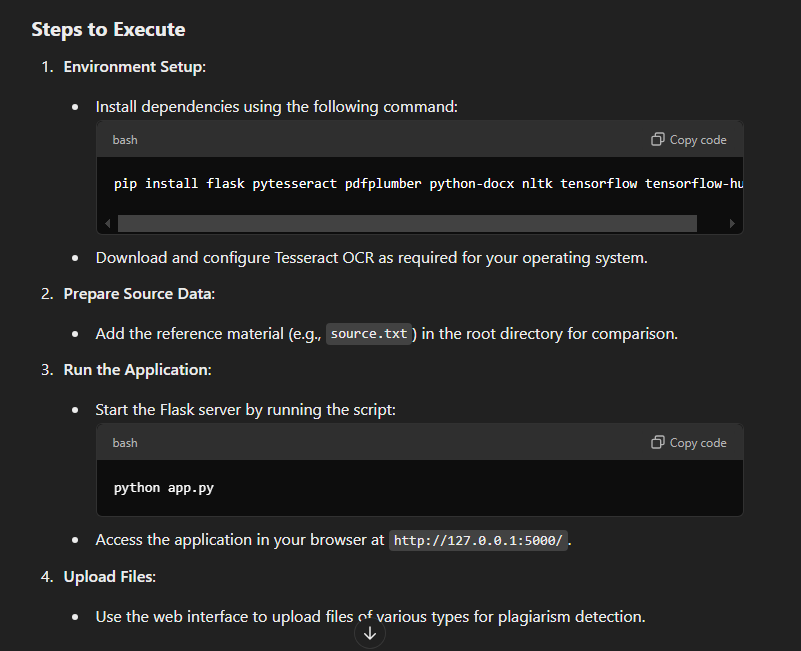 Steps to Execute
1. Environment Setup:
• Install dependencies using the following command:
bash
Copy code
pip install flask pytesseract pdfplumber python-docx nltk tensorflow tensorflow-hu
• Download and configure Tesseract OCR as required for your operating system.
2. Prepare Source Data:
• Add the reference material (e.g., source.txt) in the root directory for comparison.
3. Run the Application:
• Start the Flask server by running the script:
bash
Copy code
python app.py
• Access the application in your browser at http://127.0.0.1:5000/.
4. Upload Files:
• Use the web interface to upload files of various types for plagiarism detection.